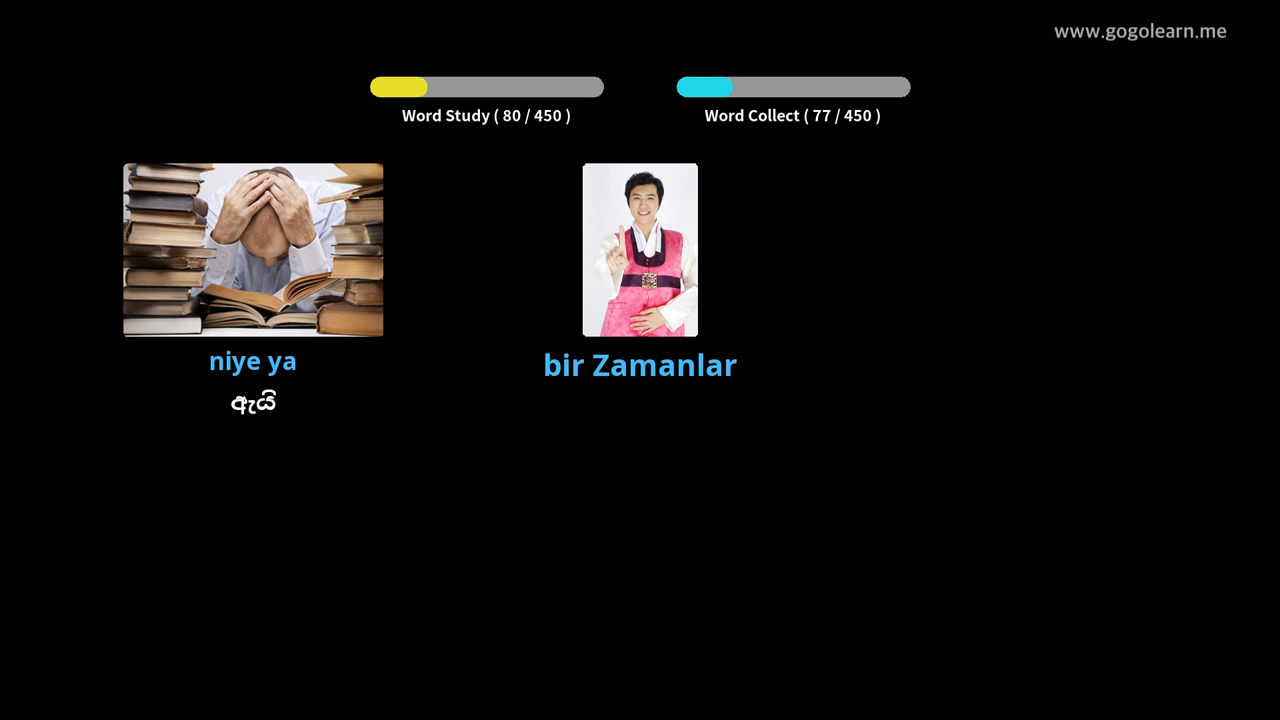 www.gogolearn.me
Word Study ( 80 / 450 )
Word Collect ( 77 / 450 )
niye ya
ඇයි
bir Zamanlar